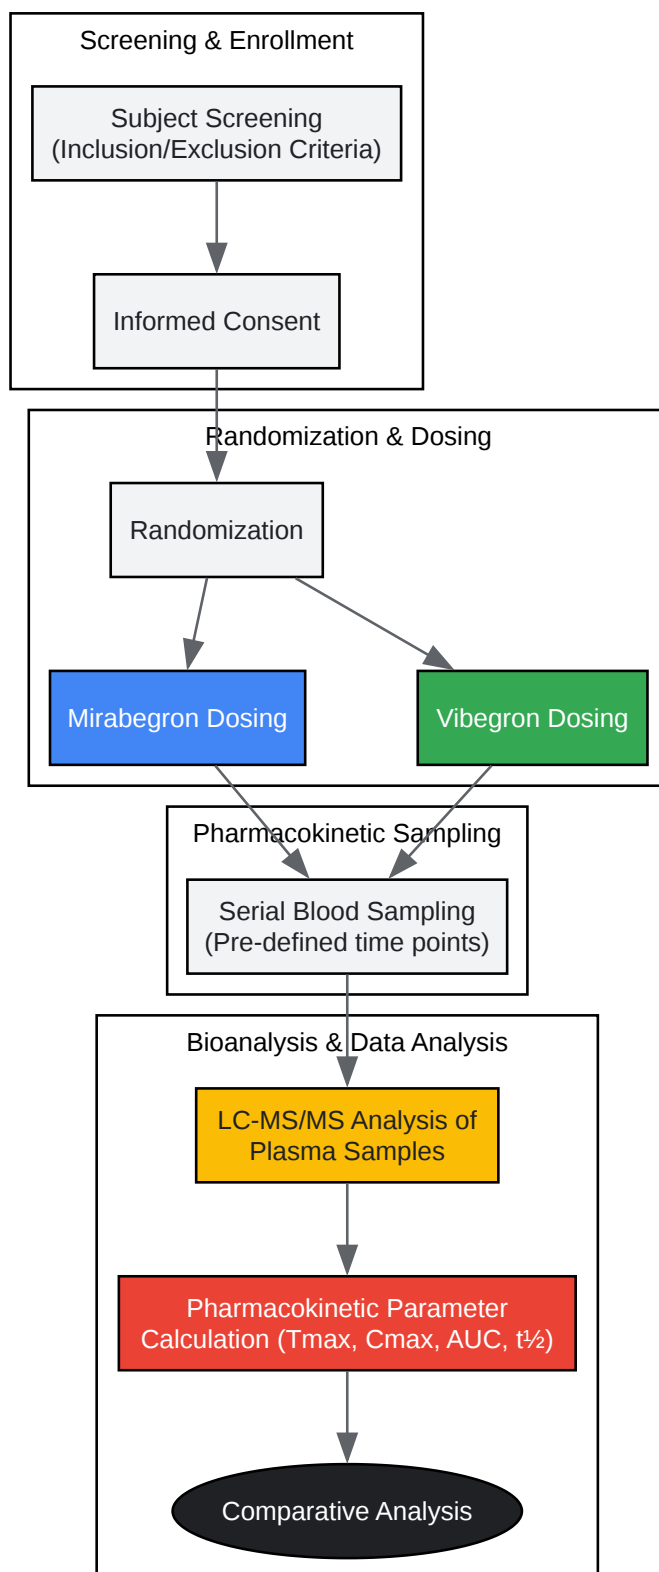 Screening & Enrollment
Subject Screening
(Inclusion/Exclusion Criteria)
Informed Consent
Randomization & Dosing
Randomization
Mirabegron Dosing
Vibegron Dosing
Pharmacokinetic Sampling
Serial Blood Sampling
(Pre-defined time points)
Bioanalysis & Data Analysis
LC-MS/MS Analysis of
Plasma Samples
Pharmacokinetic Parameter
Calculation (Tmax, Cmax, AUC, t½)
Comparative Analysis